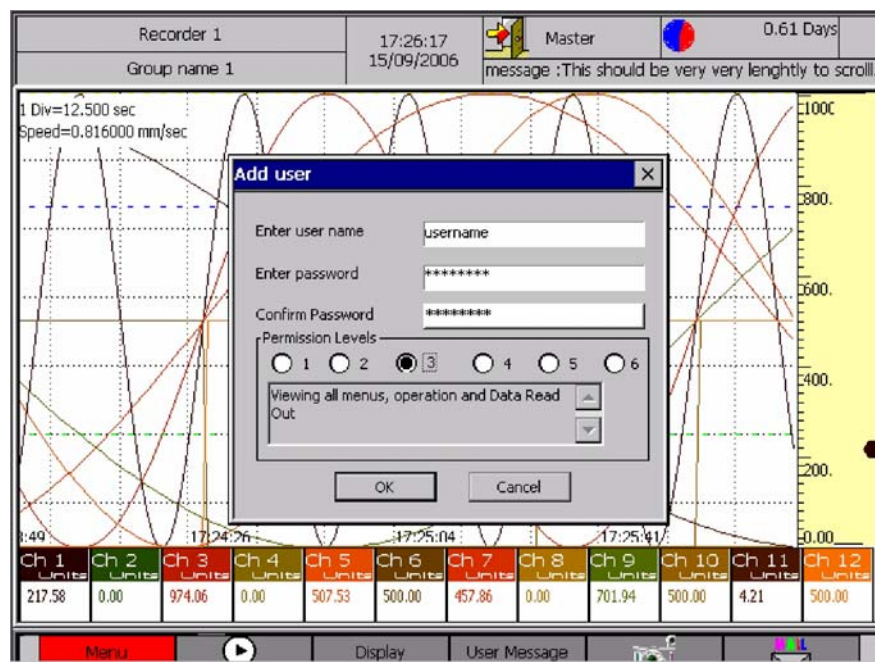 Recorder 1
17:26:17
15/09/2006
Master
0.61 Days
Group name 1
message :This should be very very lenghtly to scroll
1 Div=12.500 sec
Speed=0.816000 mm/sec
Add user
Enter user name
username
Enter password
********
Confirm Password
*********
Permission Levels
1 2 3 4 5 6
Viewing all menus, operation and Data Read
Out
OK Cancel
800.
600.
400.
200.
0.00
:49 17:24:26 17:25:04 17:25:41
Ch 1 Ch 2 Ch 3 Ch 4 Ch 5 Ch 6 Ch 7 Ch 8 Ch 9 Ch 10 Ch 11 Ch 12
Units Units Units Units Units Units Units Units Units Units Units Units
217.58 0.00 974.06 0.00 507.53 500.00 457.86 0.00 701.94 500.00 4.21 500.00
Menu Display User Message MAIL